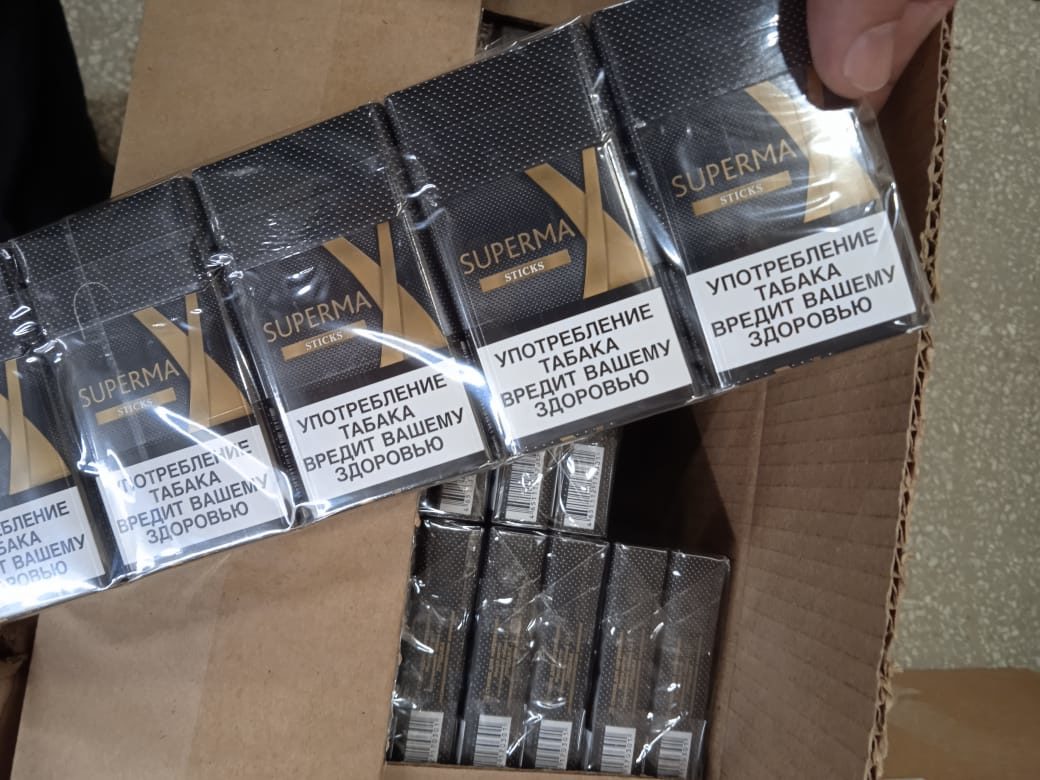 SUPERMA
STICKS
УПОТРЕБЛЕНИЕ
ТАБАКА
ВРЕДИТ ВАШЕМУ
ЗДОРОВЬЮ
SUPERMA
STICKS
УПОТРЕБЛЕНИЕ
ТАБАКА
ВРЕДИТ ВАШЕМУ
ЗДОРОВЬЮ
SUPERMA
STICKS
УПОТРЕБЛЕНИЕ
ТАБАКА
ВРЕДИТ ВАШЕМУ
ЗДОРОВЬЮ
SUPERMA
STICKS
УПОТРЕБЛЕНИЕ
ТАБАКА
ВРЕДИТ ВАШЕМУ
ЗДОРОВЬЮ
ВАШЕМУ